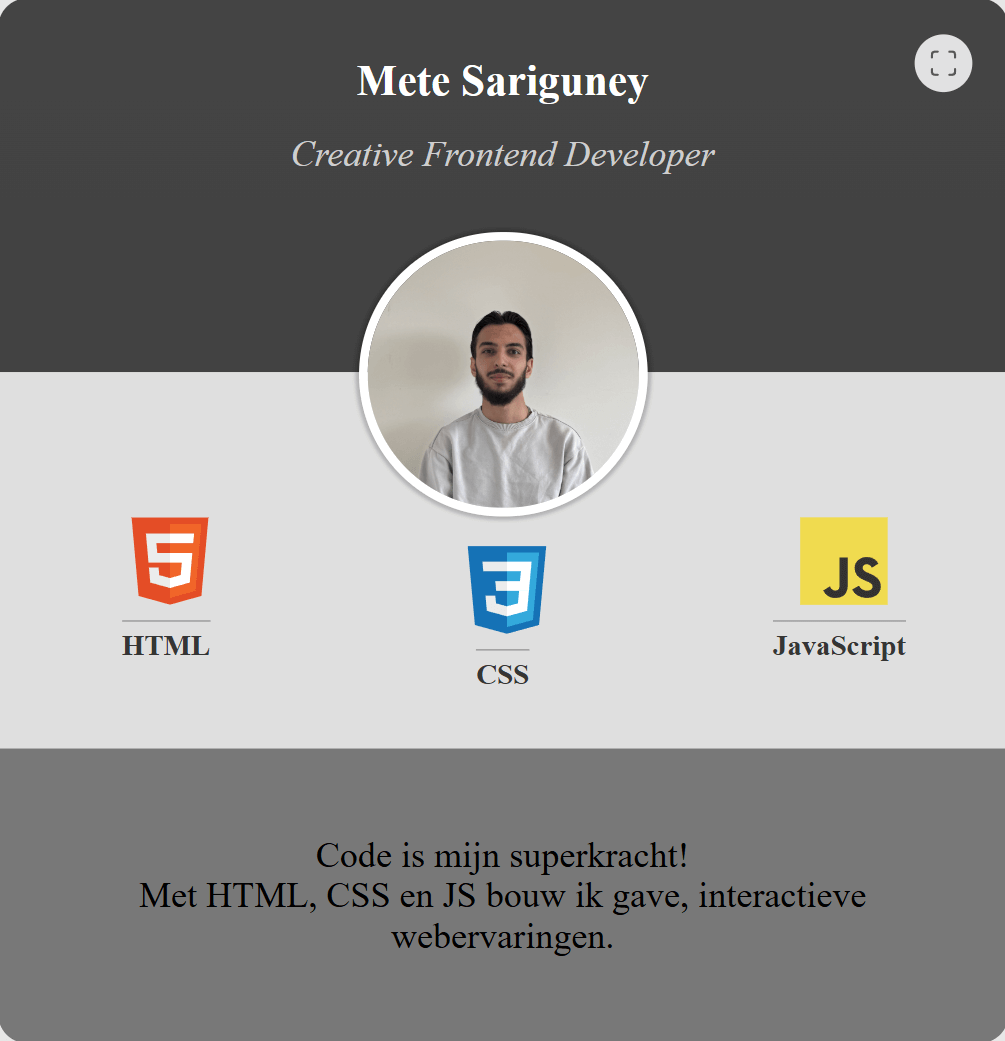 Mete Sariguney
Creative Frontend Developer
5
3
JS
HTML
CSS
JavaScript
Code is mijn superkracht!
Met HTML, CSS en JS bouw ik gave, interactieve
webervaringen.